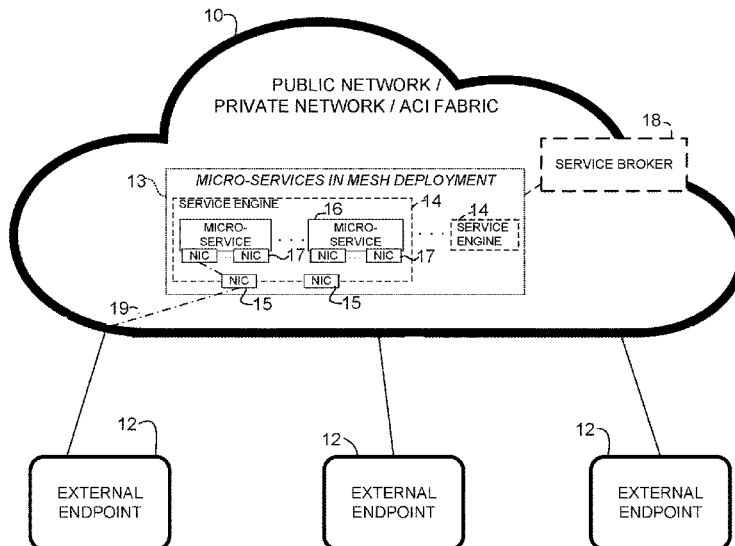 10
PUBLIC NETWORK /
PRIVATE NETWORK / ACI FABRIC
18
SERVICE BROKER
13
MICRO-SERVICES IN MESH DEPLOYMENT
SERVICE ENGINE
14
16
14
MICRO-
SERVICE
MICRO-
SERVICE
SERVICE
ENGINE
NIC
NIC
17
NIC
NIC
17
NIC
NIC
15
15
19
12
12
12
EXTERNAL
ENDPOINT
EXTERNAL
ENDPOINT
EXTERNAL
ENDPOINT